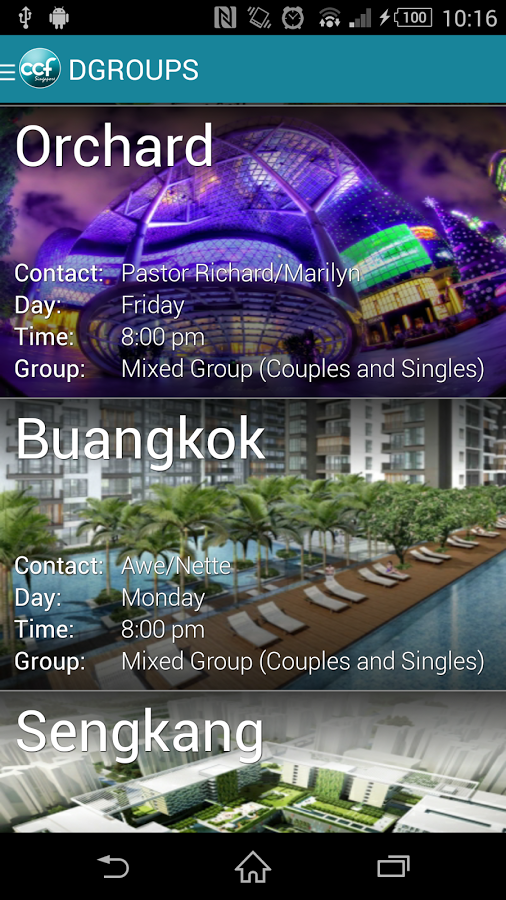 100 10:16
ccf Singapore DGROUPS
Orchard
Contact: Pastor Richard/Marilyn
Day: Friday
Time: 8:00 pm
Group: Mixed Group (Couples and Singles)
Buangkok
Contact: Awe/Nette
Day: Monday
Time: 8:00 pm
Group: Mixed Group (Couples and Singles)
Sengkang